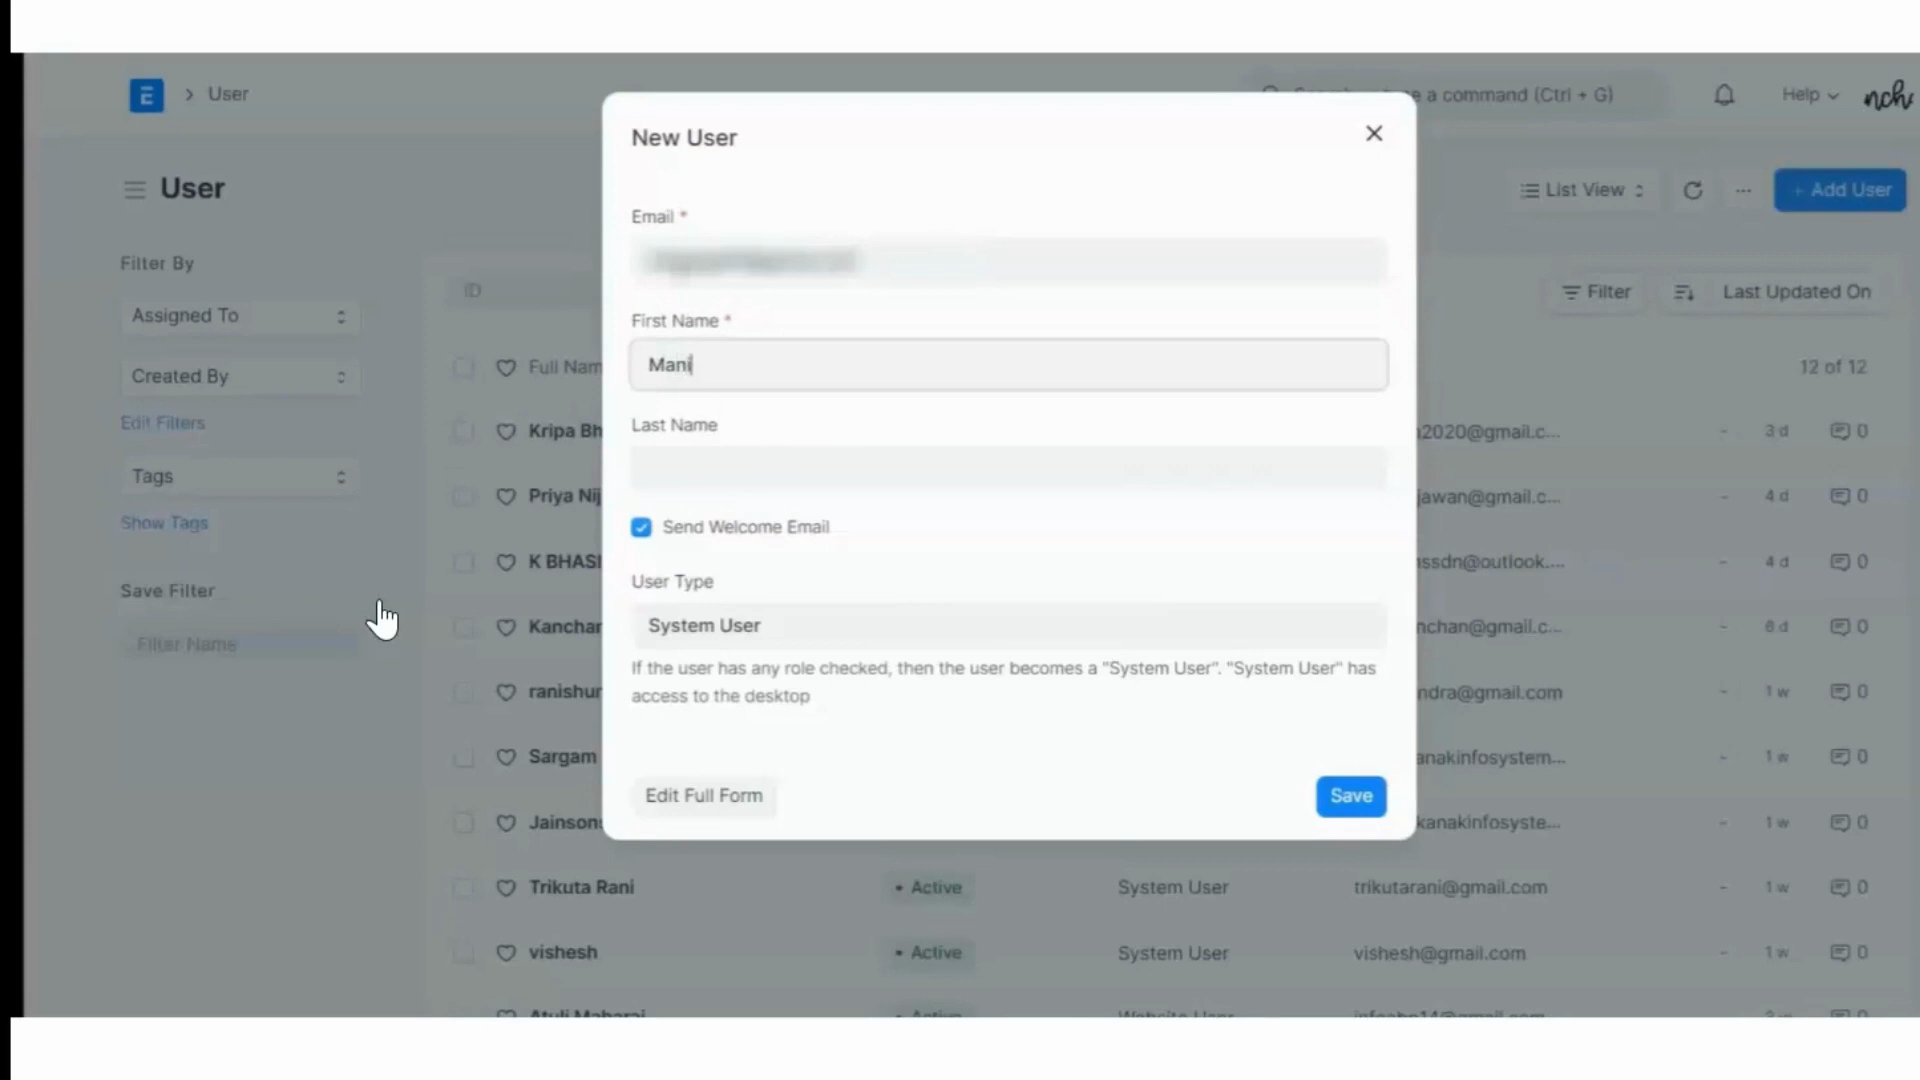 E > User
a command (Ctrl + G)
Help
nch
User
List View
+ Add User
New User
Email *
First Name *
Mani
Last Name
Send Welcome Email
User Type
System User
If the user has any role checked, then the user becomes a "System User". "System User" has
access to the desktop
Edit Full Form
Save
Filter By
Assigned To
Created By
Edit Filters
Tags
Show Tags
Save Filter
Filter Name
ID
Filter
Last Updated On
Full Nam
12 of 12
Kripa Bh
2020@gmail.c... - 3 d 0
Priya Nij
jawan@gmail.c... - 4 d 0
K BHAS
ssdn@outlook.... - 4 d 0
Kanchan
nchan@gmail.c... - 6 d 0
ranishur
ndra@gmail.com - 1 w 0
Sargam
anakinfosystem... - 1 w 0
Jainson
kanakinfosyste... - 1 w 0
Trikuta Rani • Active System User trikutarani@gmail.com - 1 w 0
vishesh • Active System User vishesh@gmail.com - 1 w 0
Atuli Maharaj • Active Website User